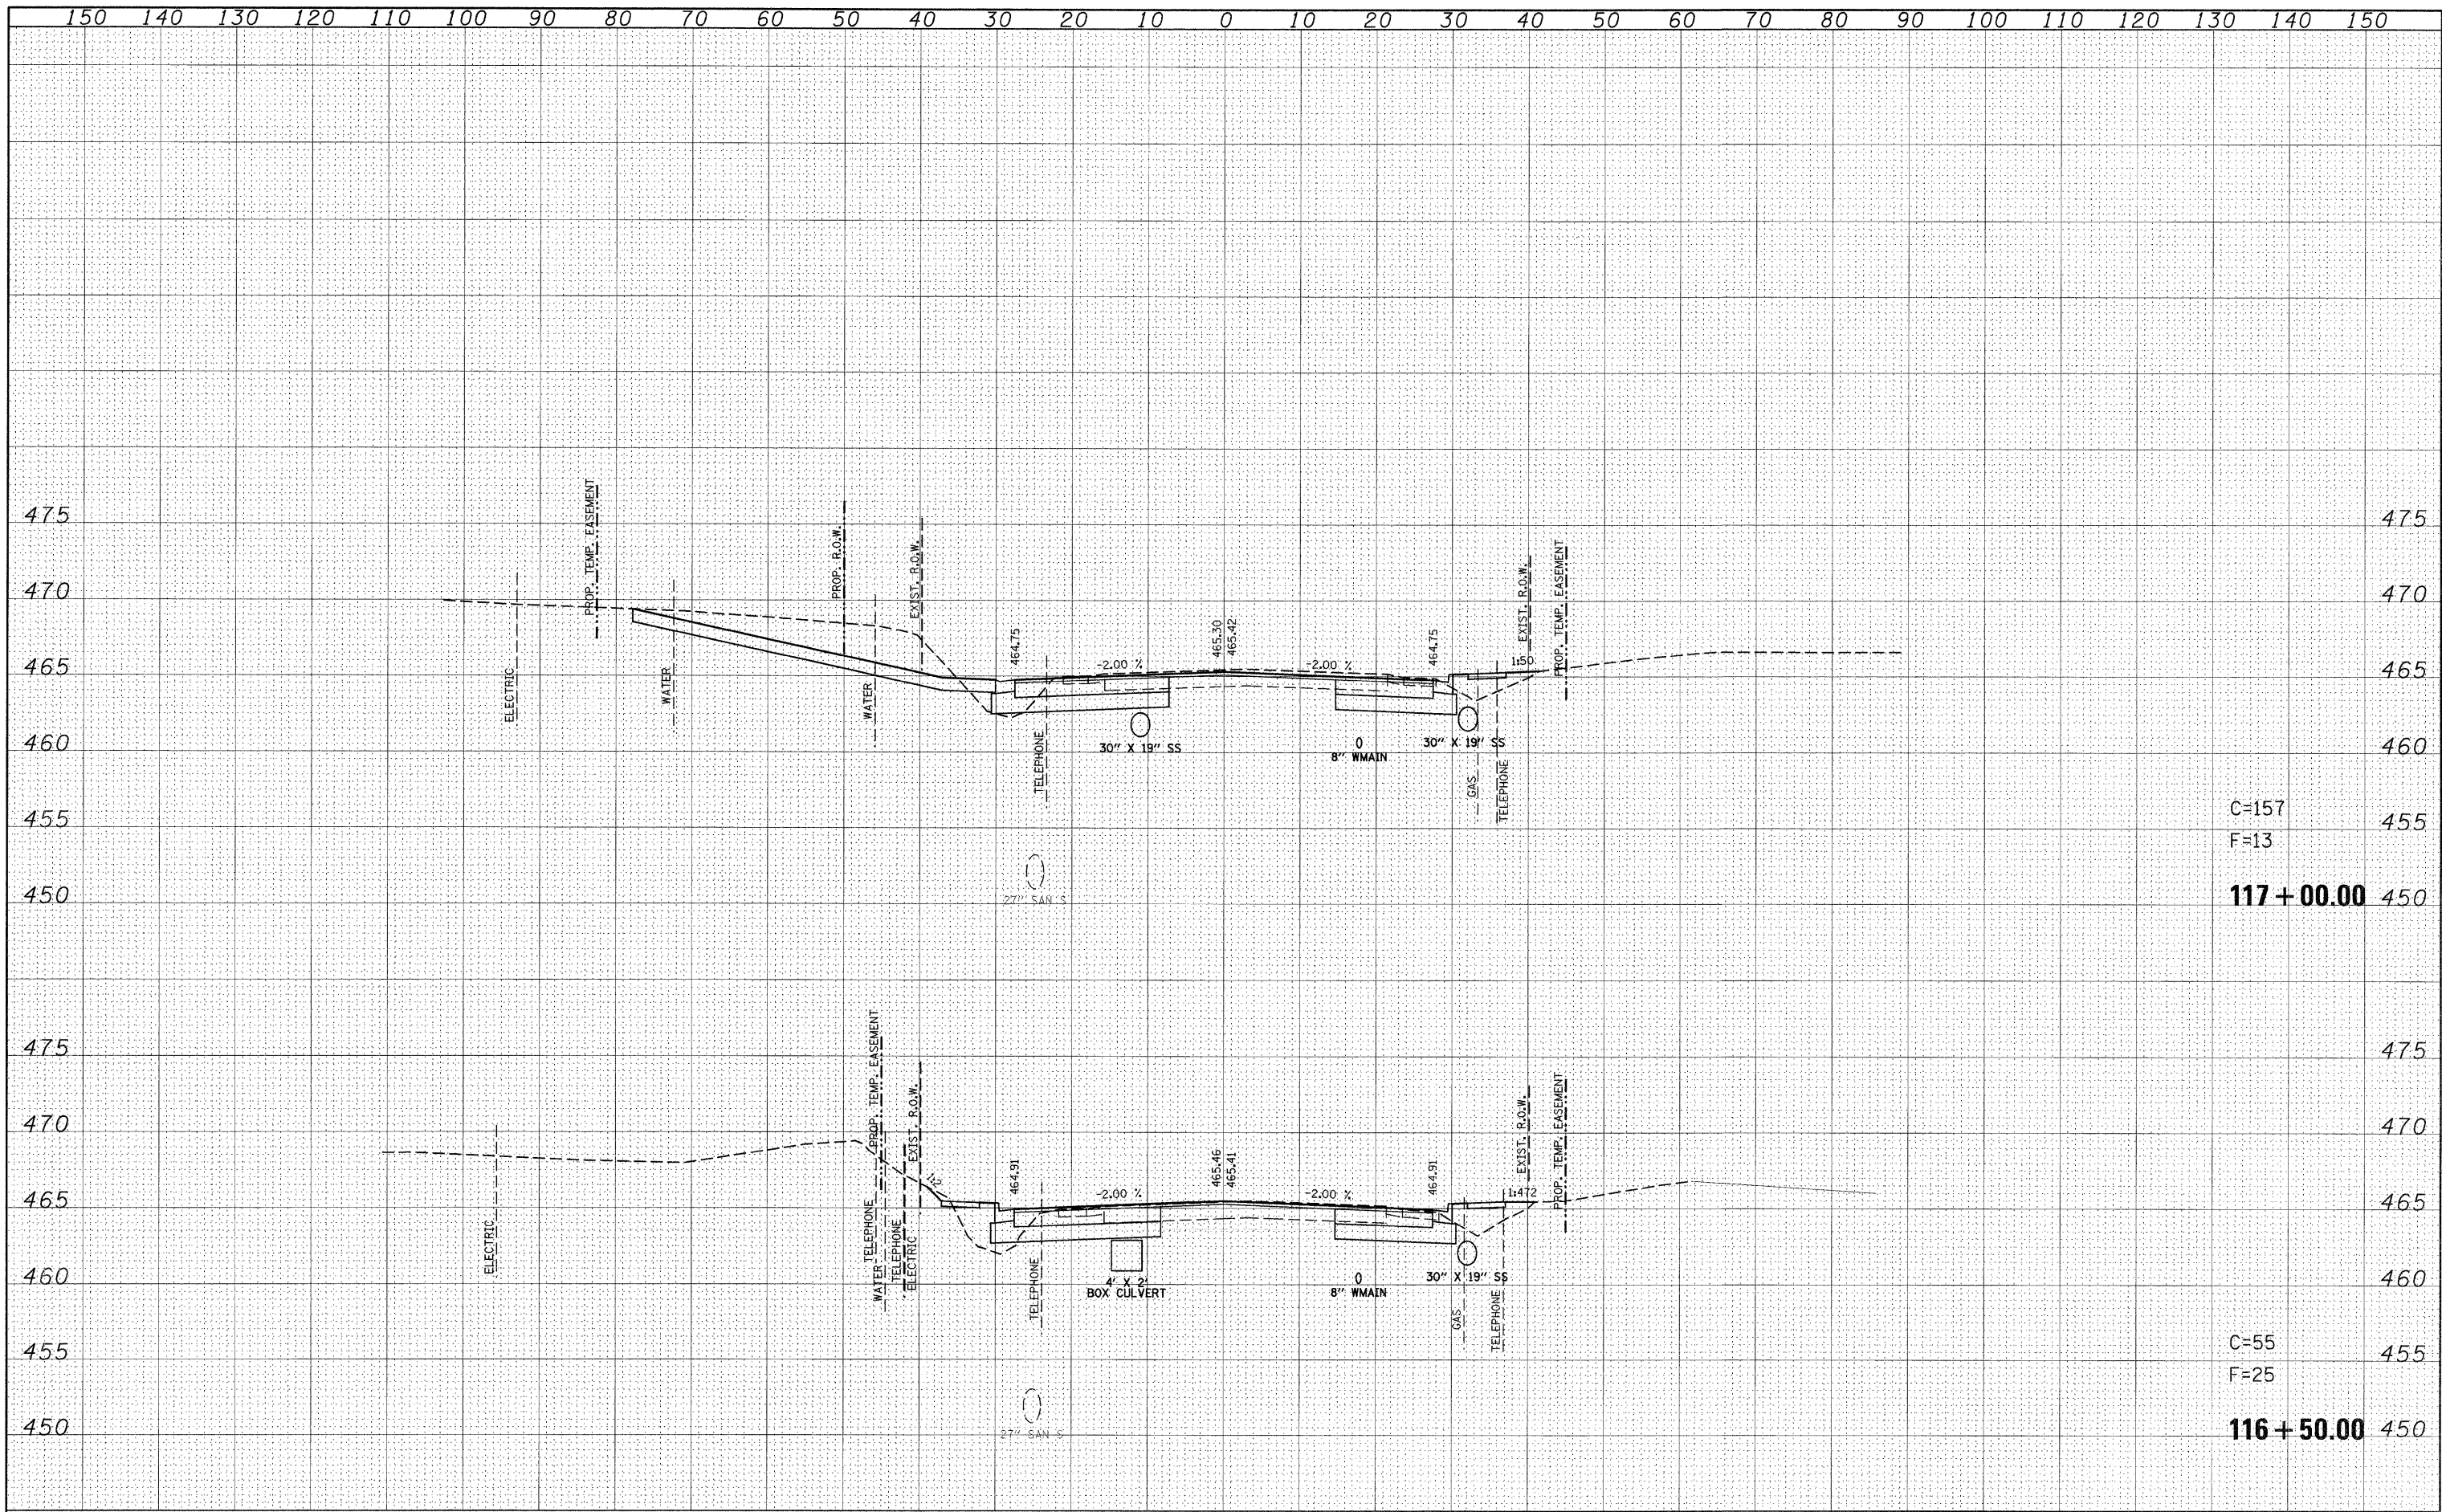 150 140 130 120 110 100 90 80 70 60 50 40 30 20 10 0 10 20 30 40 50 60 70 80 90 100 110 120 130 140 150
475 475
470 470
465 465
460 460
455 455
450 450
PROP. TEMP. EASEMENT
PROP. R.O.W.
EXIST. R.O.W.
ELECTRIC
WATER
WATER
464.75
TELEPHONE
-2.00 %
465.30
465.42
-2.00 %
464.75
1:50
EXIST. R.O.W.
PROP. TEMP. EASEMENT
30" X 19" SS
8" WMAIN
30" X 19" SS
GAS
TELEPHONE
27" SAN S
C=157
F=13
117+00.00
475 475
470 470
465 465
460 460
455 455
450 450
PROP. TEMP. EASEMENT
EXIST. R.O.W.
1:2
ELECTRIC
TELEPHONE
WATER
TELEPHONE
ELECTRIC
464.91
TELEPHONE
-2.00 %
465.46
465.41
-2.00 %
464.91
1:472
EXIST. R.O.W.
PROP. TEMP. EASEMENT
4' X 2'
BOX CULVERT
8" WMAIN
30" X 19" SS
GAS
TELEPHONE
27" SAN S
C=55
F=25
116+50.00